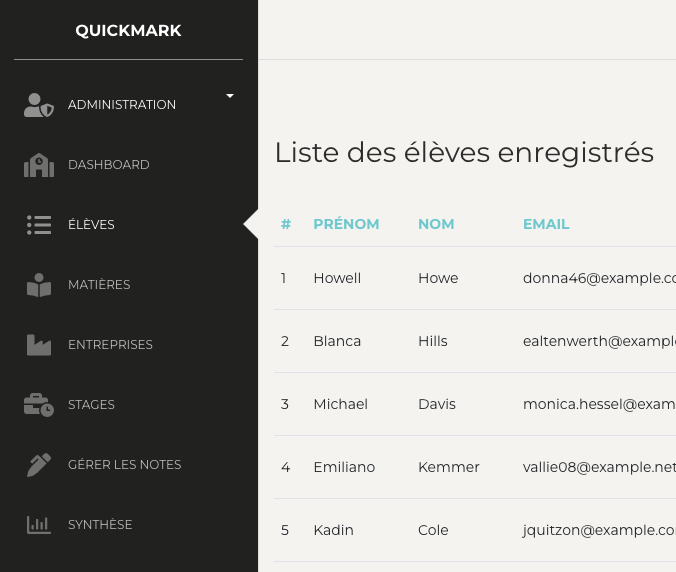 QUICKMARK
ADMINISTRATION
DASHBOARD
ÉLÈVES
MATIÈRES
ENTREPRISES
STAGES
GÉRER LES NOTES
SYNTHÈSE
Liste des élèves enregistrés
# PRÉNOM NOM EMAIL
1 Howell Howe donna46@example.co
2 Blanca Hills ealtenwerth@example
3 Michael Davis monica.hessel@exam
4 Emiliano Kemmer vallie08@example.net
5 Kadin Cole jquitzon@example.co